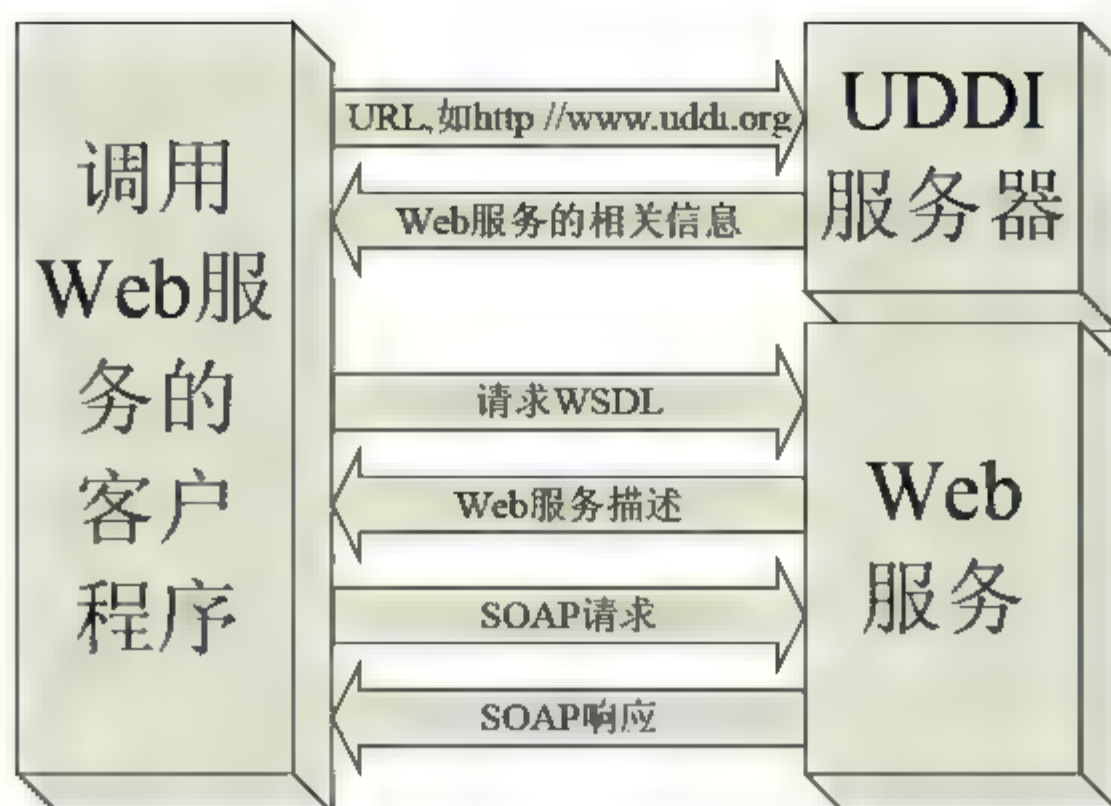 调用
Web服
务的
客户
程序
URL,如http //www.uddi.org
Web服务的相关信息
UDDI
服务器
请求WSDL
Web服务描述
SOAP请求
SOAP响应
Web
服务